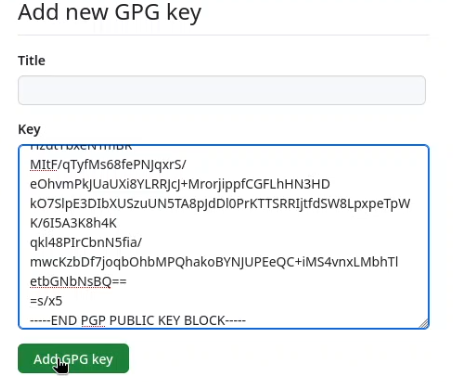 Add new GPG key
Title
Key
MItF/qTyfMs68fePNJqxrS/
eOhvmPkJUaUXi8YLRRJcJ+MrorjippfCGFLhHN3HD
kO7SlpE3DIbXUSzuUN5TA8pJdDl0PrKTTSRRIjtfdSW8LpxpeTpW
K/6I5A3K8h4K
qkl48PIrCbnN5fia/
mwcKzbDf7joqbOhbMPQhakoBYNJUPEeQC+iMS4vnxLMbhTl
etbGNbNsBQ==
=s/x5
-----END PGP PUBLIC KEY BLOCK-----
Add GPG key